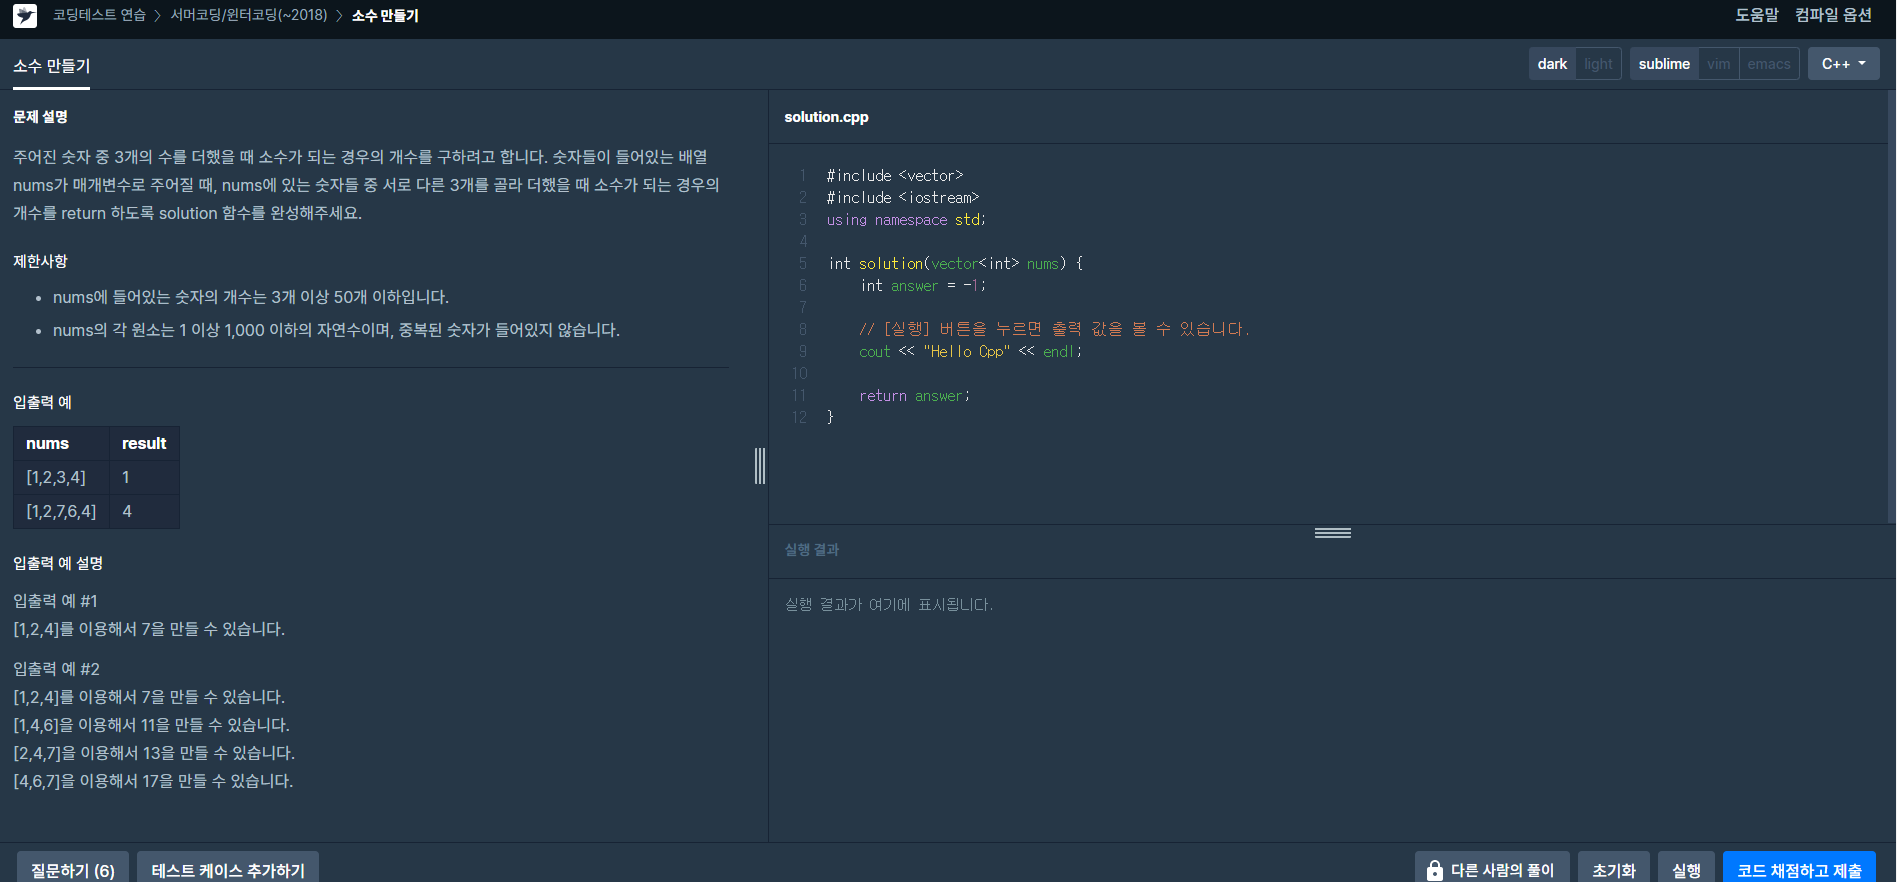 코딩테스트 연습 > 서머코딩/윈터코딩(~2018) > 소수 만들기
도움말 컴파일 옵션
소수 만들기
dark light sublime vim emacs C++
문제 설명
주어진 숫자 중 3개의 수를 더했을 때 소수가 되는 경우의 개수를 구하려고 합니다. 숫자들이 들어있는 배열
nums가 매개변수로 주어질 때, nums에 있는 숫자들 중 서로 다른 3개를 골라 더했을 때 소수가 되는 경우의
개수를 return 하도록 solution 함수를 완성해주세요.
제한사항
• nums에 들어있는 숫자의 개수는 3개 이상 50개 이하입니다.
• nums의 각 원소는 1 이상 1,000 이하의 자연수이며, 중복된 숫자가 들어있지 않습니다.
입출력 예
nums result
[1,2,3,4] 1
[1,2,7,6,4] 4
입출력 예 설명
입출력 예 #1
[1,2,4]를 이용해서 7을 만들 수 있습니다.
입출력 예 #2
[1,2,4]를 이용해서 7을 만들 수 있습니다.
[1,4,6]을 이용해서 11을 만들 수 있습니다.
[2,4,7]을 이용해서 13을 만들 수 있습니다.
[4,6,7]을 이용해서 17을 만들 수 있습니다.
solution.cpp
1 #include <vector>
2 #include <iostream>
3 using namespace std;
4
5 int solution(vector<int> nums) {
6     int answer = -1;
7
8     // [실행] 버튼을 누르면 출력 값을 볼 수 있습니다.
9     cout << "Hello Cpp" << endl;
10
11     return answer;
12 }
실행 결과
실행 결과가 여기에 표시됩니다.
질문하기 (6) 테스트 케이스 추가하기
다른 사람의 풀이 초기화 실행 코드 채점하고 제출